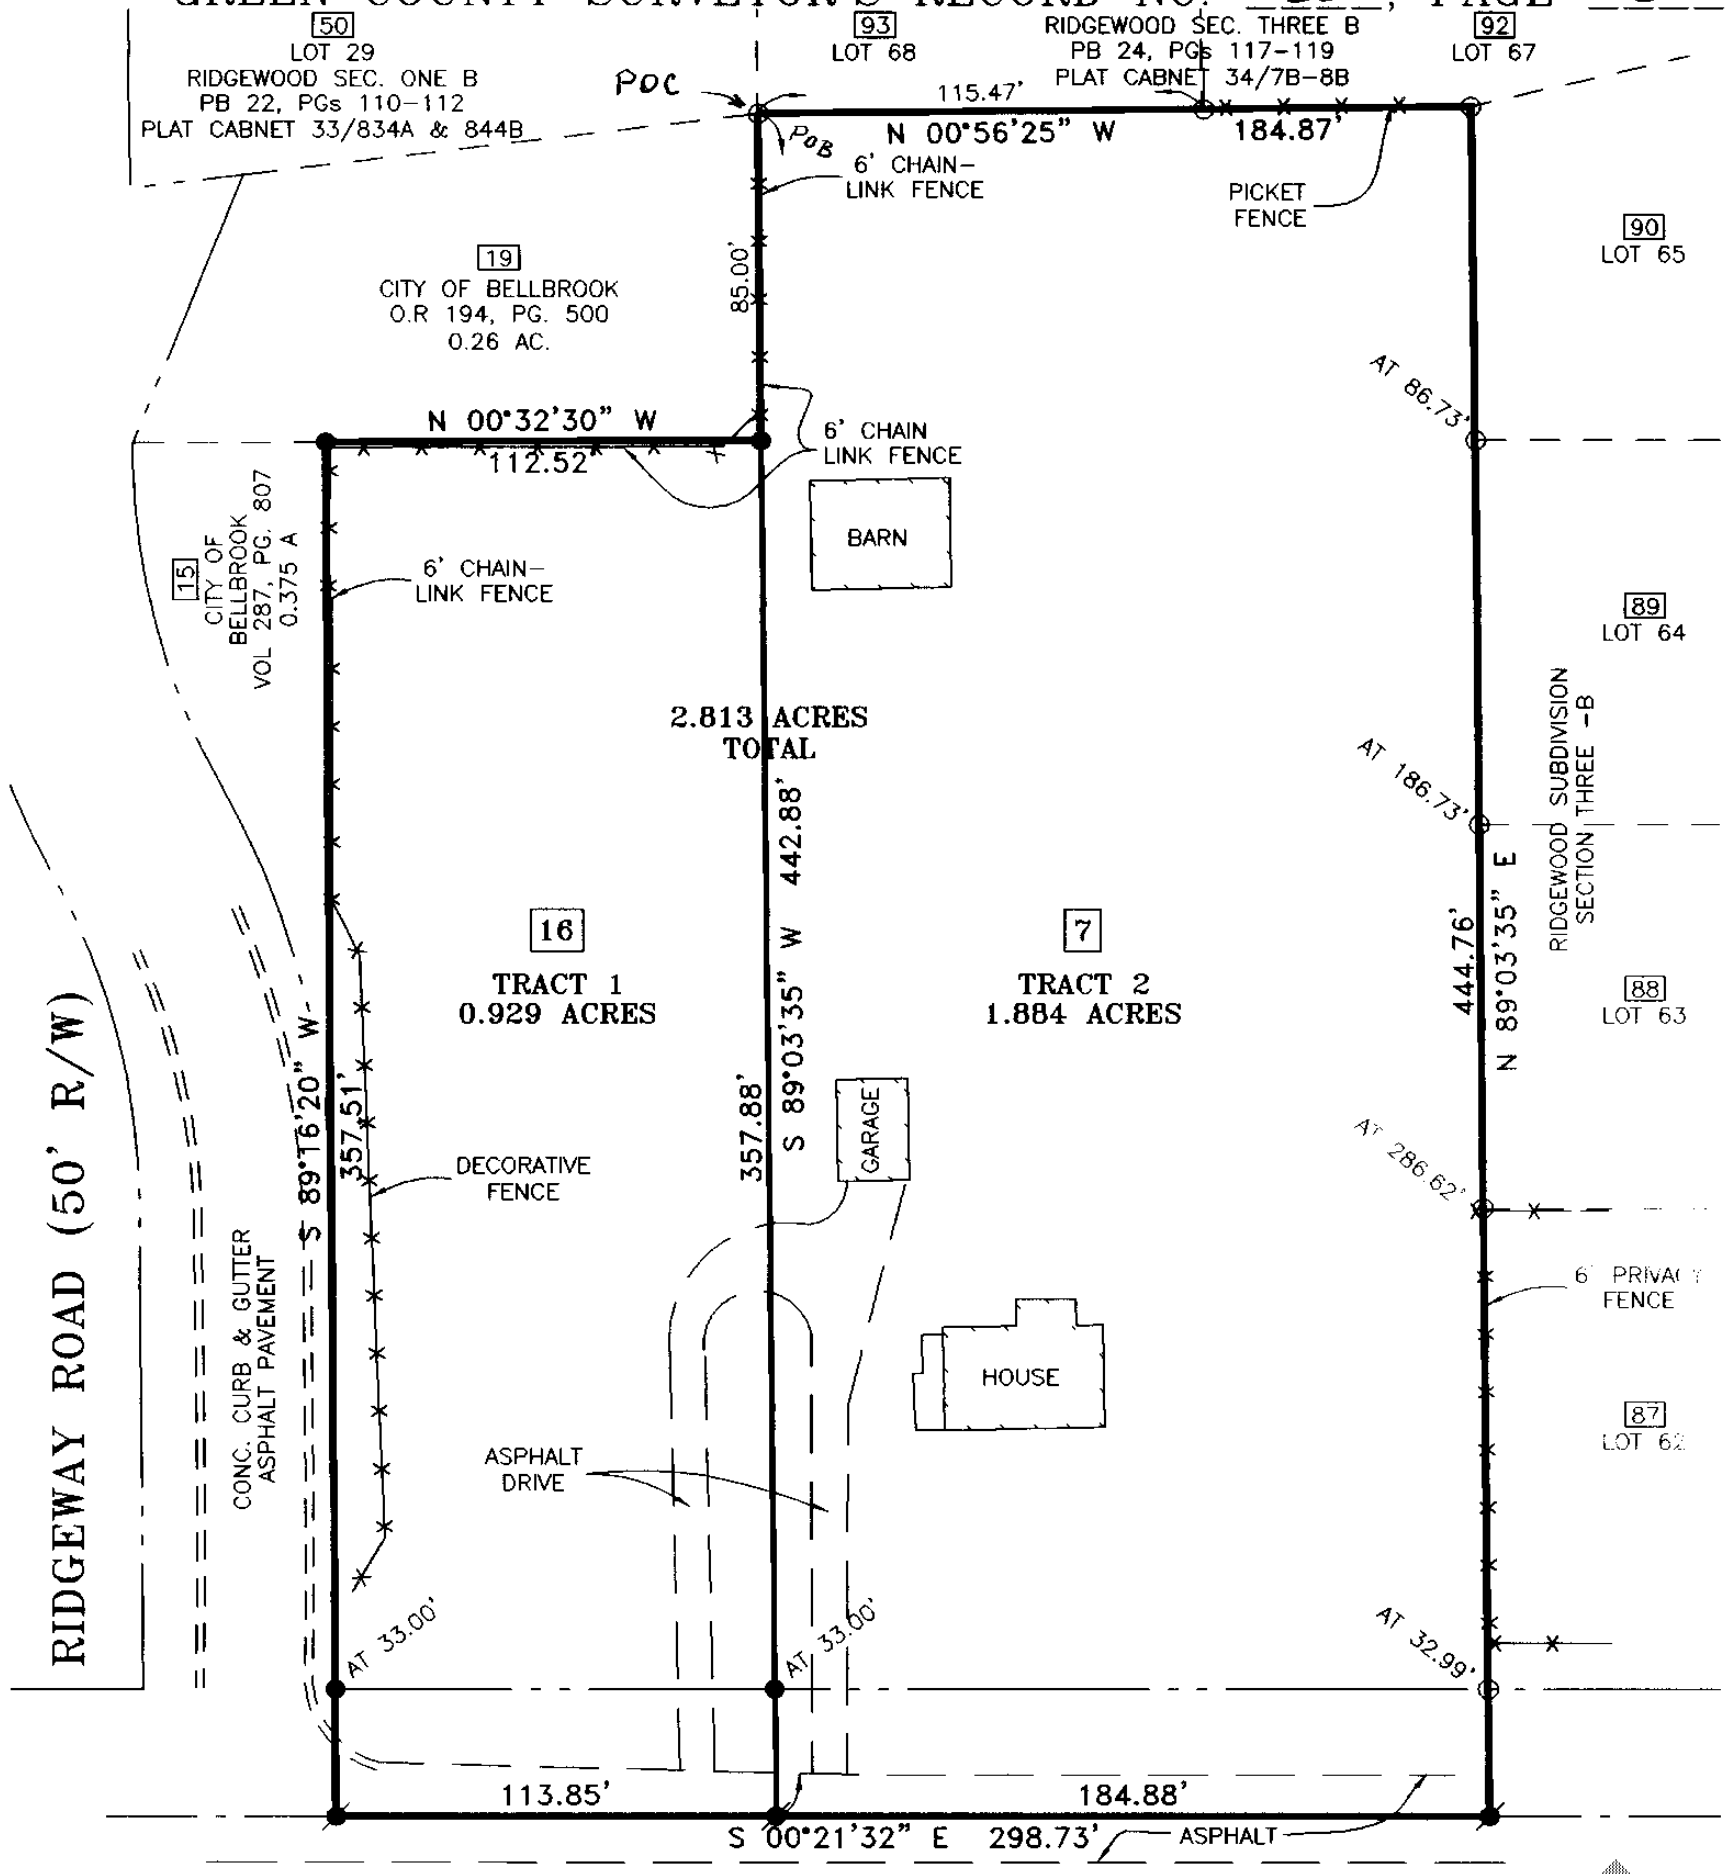 GREEN COUNTY SURVEYOR'S RECORD NO. , PAGE
50
LOT 29
RIDGEWOOD SEC. ONE B
PB 22, PGs 110-112
PLAT CABNET 33/834A & 844B
93
LOT 68
RIDGEWOOD SEC. THREE B
PB 24, PGs 117-119
PLAT CABNET 34/7B-8B
92
LOT 67
POC
POB
115.47'
N 00°56'25" W
184.87'
6' CHAIN-
LINK FENCE
PICKET
FENCE
90
LOT 65
19
CITY OF BELLBROOK
O.R 194, PG. 500
0.26 AC.
85.00'
AT 86.73'
N 00°32'30" W
112.52'
6' CHAIN
LINK FENCE
BARN
15
CITY OF
BELLBROOK
VOL 287, PG. 807
0.375 A
6' CHAIN-
LINK FENCE
89
LOT 64
2.813 ACRES
TOTAL
AT 186.73'
RIDGEWOOD SUBDIVISION
SECTION THREE -B
S 89°03'35" W 442.88'
357.88'
16
TRACT 1
0.929 ACRES
7
TRACT 2
1.884 ACRES
444.76'
N 89°03'35" E
88
LOT 63
RIDGEWAY ROAD (50' R/W)
S 89°16'20" W
357.51'
GARAGE
AT 286.62'
DECORATIVE
FENCE
CONC. CURB & GUTTER
ASPHALT PAVEMENT
6' PRIVACY
FENCE
HOUSE
87
LOT 62
ASPHALT
DRIVE
AT 33.00'
AT 33.00'
AT 32.99'
113.85'
184.88'
S 00°21'32" E 298.73'
ASPHALT